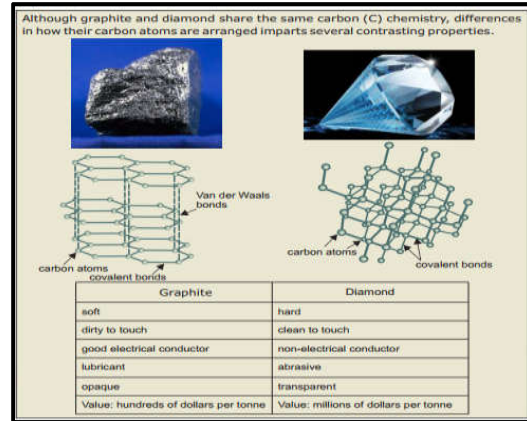 Although graphite and diamond share the same carbon (C) chemistry, differences
in how their carbon atoms are arranged imparts several contrasting properties.
Van der Waals
bonds
carbon atoms
covalent bonds
carbon atoms
covalent bonds
Graphite Diamond
soft hard
dirty to touch clean to touch
good electrical conductor non-electrical conductor
lubricant abrasive
opaque transparent
Value: hundreds of dollars per tonne Value: millions of dollars per tonne